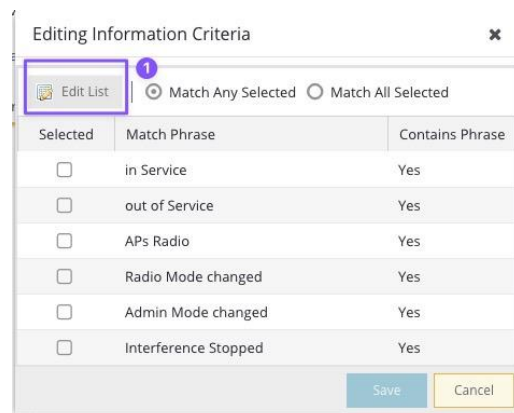 Editing Information Criteria
1
Edit List Match Any Selected Match All Selected
Selected Match Phrase Contains Phrase
in Service Yes
out of Service Yes
APs Radio Yes
Radio Mode changed Yes
Admin Mode changed Yes
Interference Stopped Yes
Save Cancel